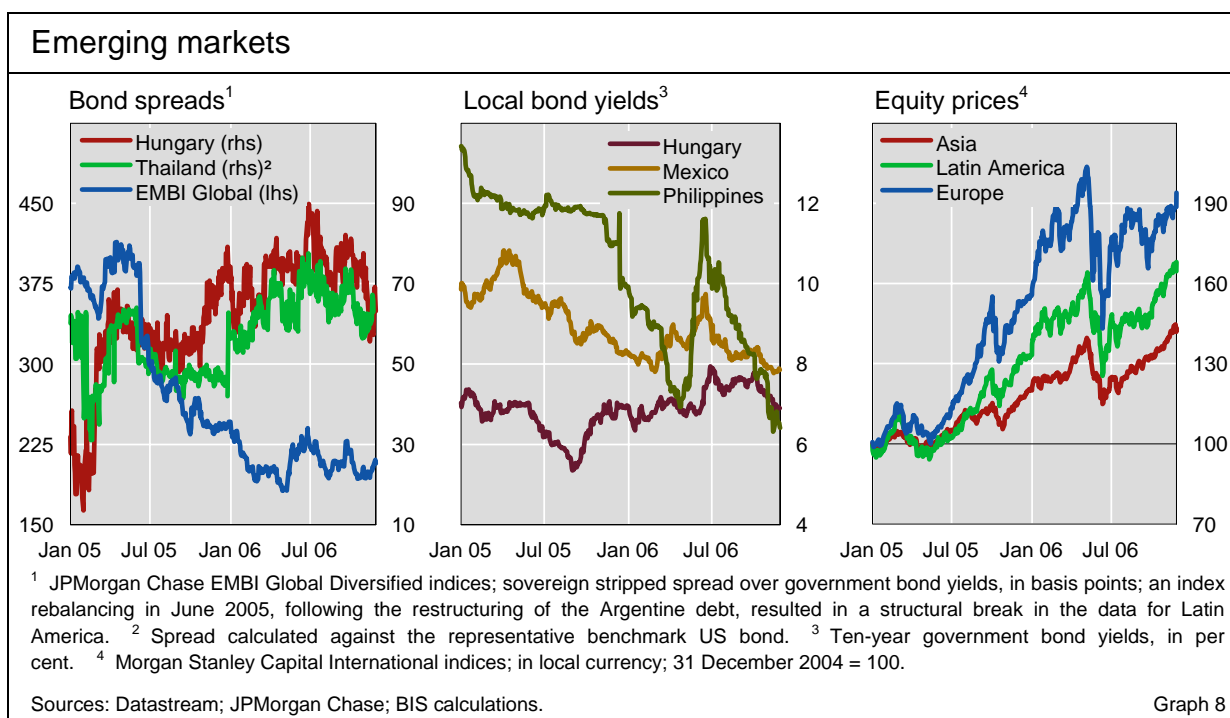 Emerging markets
Bond spreads¹
Hungary (rhs)
Thailand (rhs)²
EMBI Global (lhs)
450
375
300
225
150
90
70
50
30
10
Jan 05 Jul 05 Jan 06 Jul 06
Local bond yields³
Hungary
Mexico
Philippines
12
10
8
6
4
Jan 05 Jul 05 Jan 06 Jul 06
Equity prices⁴
Asia
Latin America
Europe
190
160
130
100
70
Jan 05 Jul 05 Jan 06 Jul 06
¹ JPMorgan Chase EMBI Global Diversified indices; sovereign stripped spread over government bond yields, in basis points; an index
rebalancing in June 2005, following the restructuring of the Argentine debt, resulted in a structural break in the data for Latin
America. ² Spread calculated against the representative benchmark US bond. ³ Ten-year government bond yields, in per
cent. ⁴ Morgan Stanley Capital International indices; in local currency; 31 December 2004 = 100.
Sources: Datastream; JPMorgan Chase; BIS calculations.
Graph 8